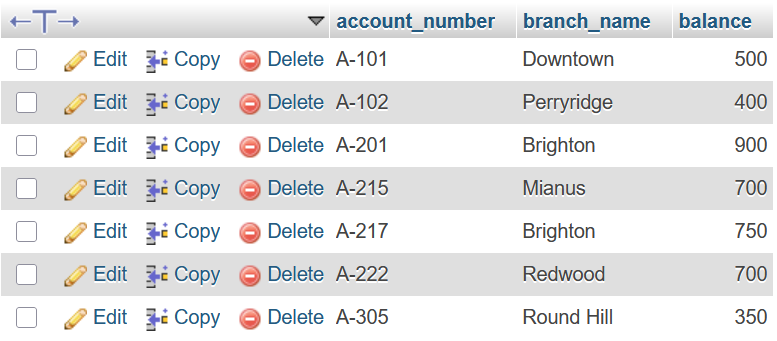 account_number branch_name balance
Edit Copy Delete A-101 Downtown 500
Edit Copy Delete A-102 Perryridge 400
Edit Copy Delete A-201 Brighton 900
Edit Copy Delete A-215 Mianus 700
Edit Copy Delete A-217 Brighton 750
Edit Copy Delete A-222 Redwood 700
Edit Copy Delete A-305 Round Hill 350